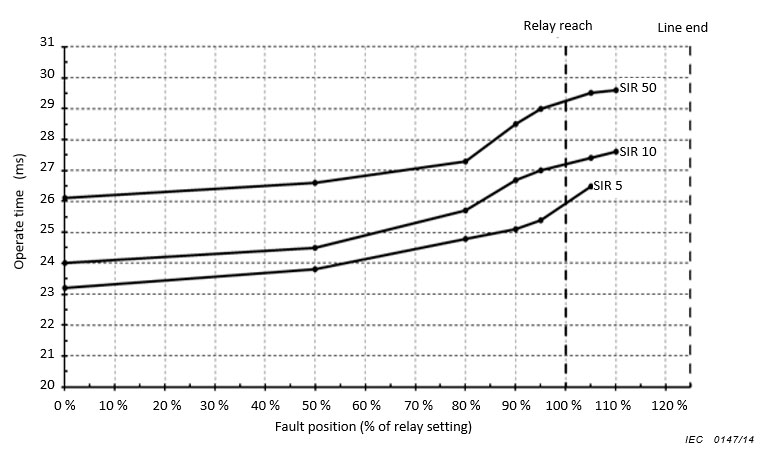 Relay reach
Line end
31
30
29
28
27
26
25
24
23
22
21
20
Operate time (ms)
SIR 50
SIR 10
SIR 5
0 % 10 % 20 % 30 % 40 % 50 % 60 % 70 % 80 % 90 % 100 % 110 % 120 %
Fault position (% of relay setting)
IEC 0147/14